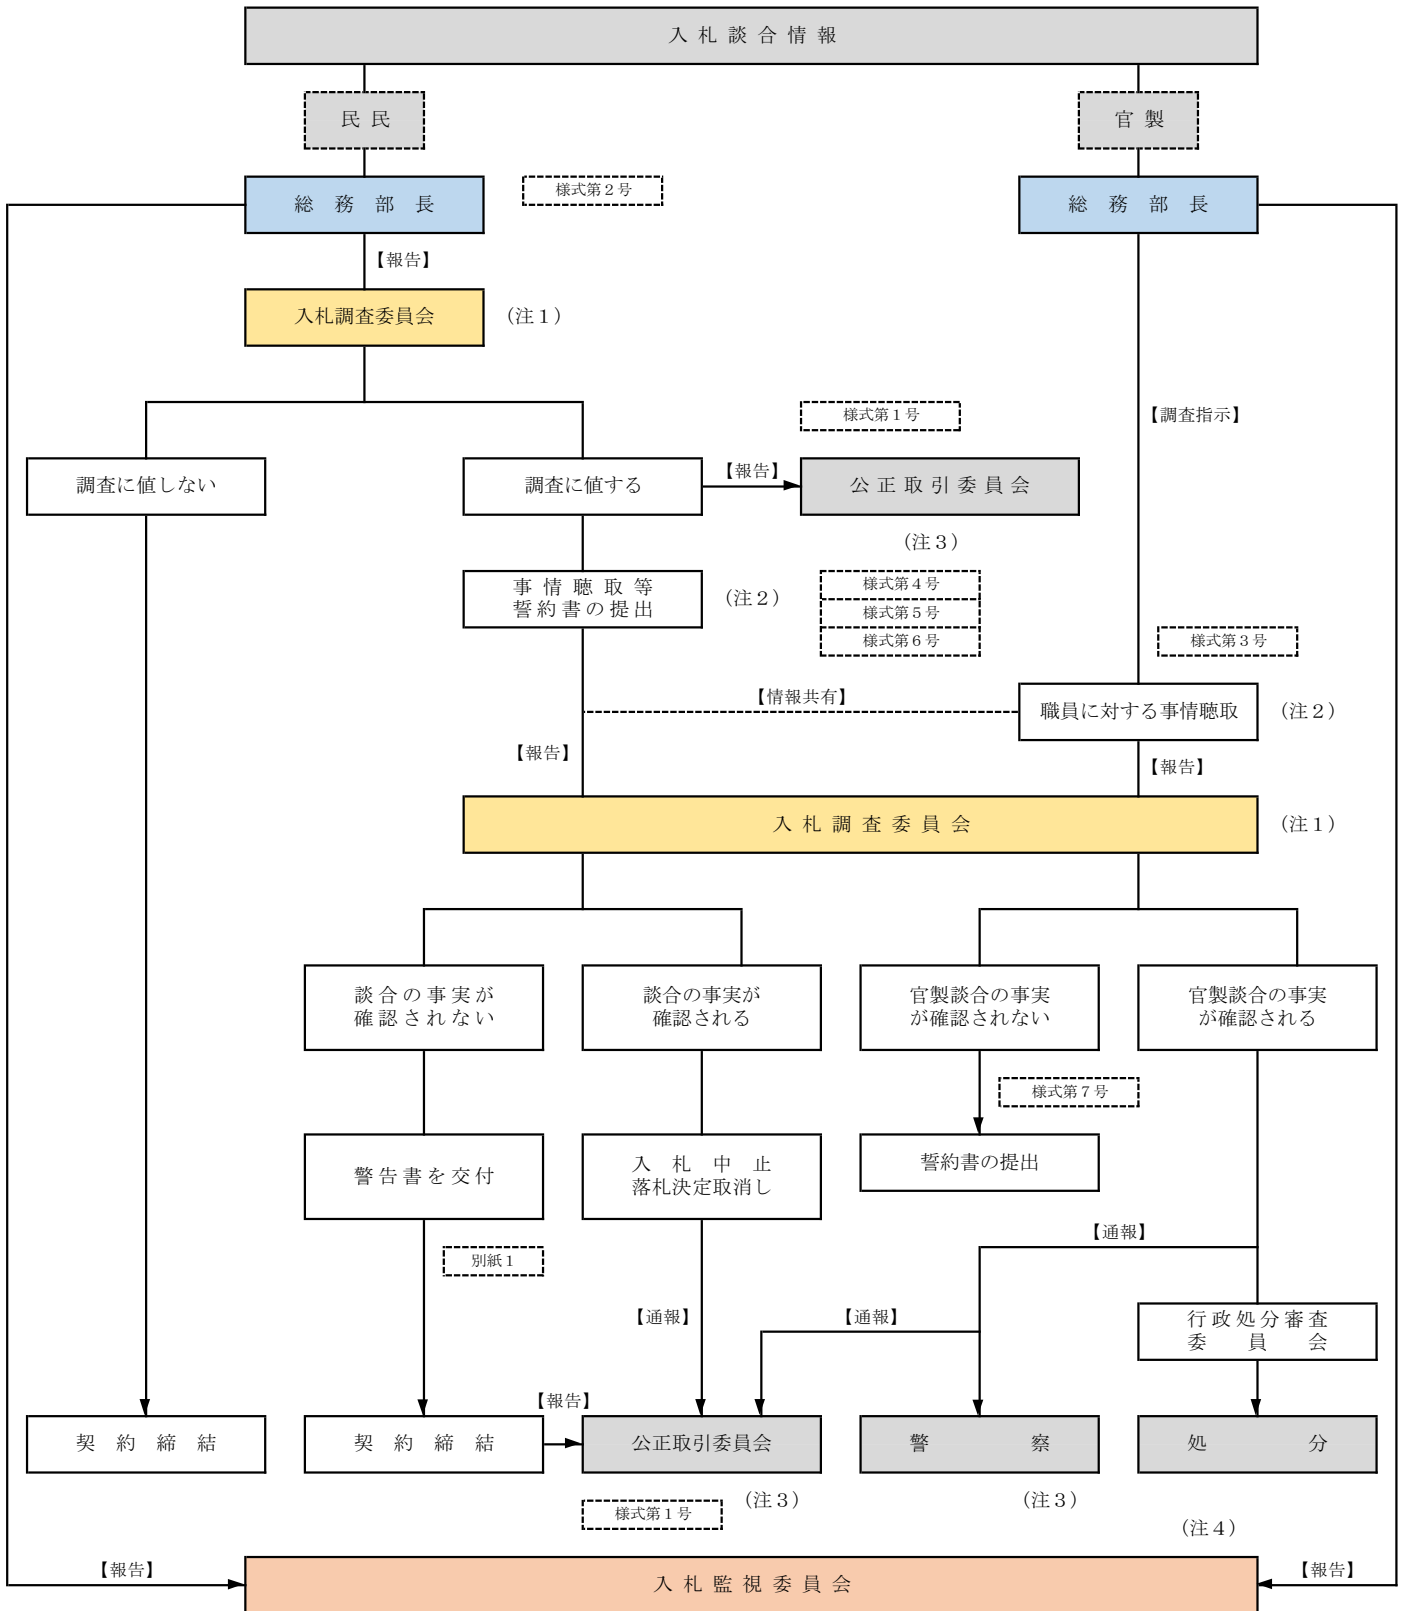 入札談合情報
民民
官製
総務部長
様式第２号
総務部長
【報告】
入札調査委員会
（注１）
様式第１号
【調査指示】
調査に値しない
調査に値する
【報告】
公正取引委員会
（注３）
事情聴取等
誓約書の提出
（注２）
様式第４号
様式第５号
様式第６号
様式第３号
【情報共有】
職員に対する事情聴取
（注２）
【報告】
【報告】
入札調査委員会
（注１）
談合の事実が
確認されない
談合の事実が
確認される
官製談合の事実
が確認されない
官製談合の事実
が確認される
様式第７号
警告書を交付
入札中止
落札決定取消し
誓約書の提出
別紙１
【通報】
【通報】
【通報】
行政処分審査
委員会
【報告】
契約締結
契約締結
公正取引委員会
警察
処分
様式第１号
（注３）
（注３）
（注４）
【報告】
入札監視委員会
【報告】